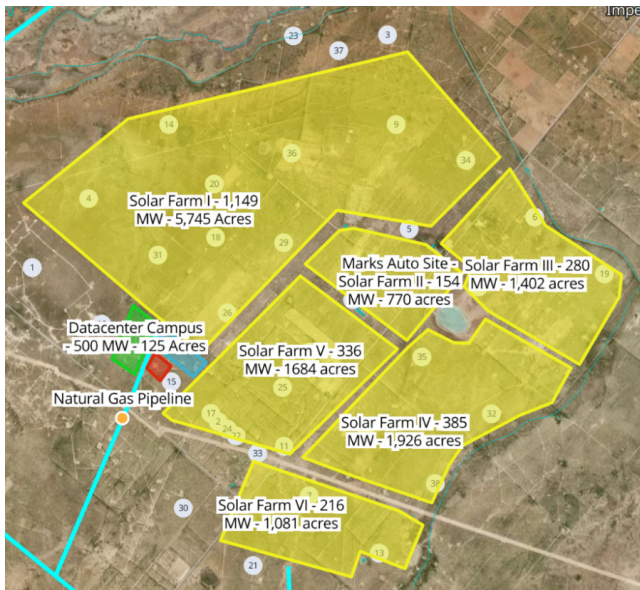 Impe
23
37
3
14
9
36
34
20
4
Solar Farm I - 1,149
MW - 5,745 Acres
6
5
18
29
31
Marks Auto Site -
Solar Farm II - 154
MW - 770 acres
Solar Farm III - 280
MW - 1,402 acres
19
1
26
Datacenter Campus
- 500 MW - 125 Acres
Solar Farm V - 336
MW - 1684 acres
35
15
25
Natural Gas Pipeline
17
2
24
Solar Farm IV - 385
MW - 1,926 acres
32
11
33
38
Solar Farm VI - 216
MW - 1,081 acres
30
13
21